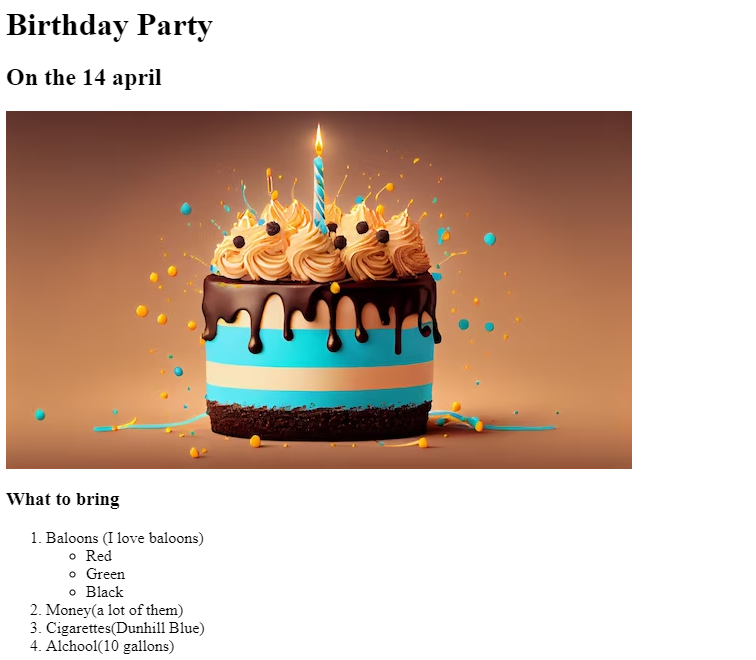 Birthday Party
On the 14 april
What to bring
1. Baloons (I love baloons)
Red
Green
Black
2. Money(a lot of them)
3. Cigarettes(Dunhill Blue)
4. Alchool(10 gallons)